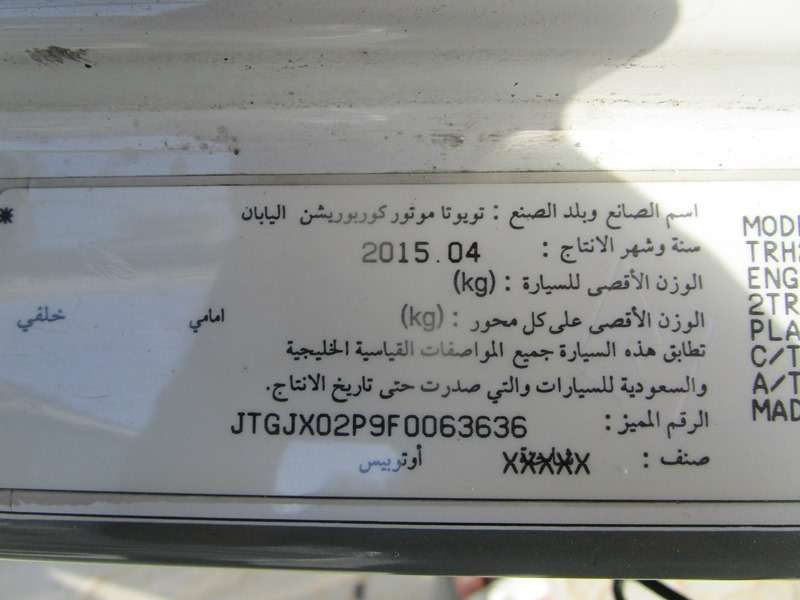 *
اسم الصانع وبلد الصنع : تويوتا موتور كوربوريشن اليابان
سنة وشهر الانتاج : 2015.04
الوزن الأقصى للسيارة : (kg)
الوزن الأقصى على كل محور : (kg) امامي خلفي
تطابق هذه السيارة جميع المواصفات القياسية الخليجية
والسعودية للسيارات والتي صدرت حتى تاريخ الانتاج.
الرقم المميز : JTGJX02P9F0063636
صنف : XXXXX أوتوبيس
MODE
TRH2
ENG
2TR
PLA
C/T
A/T
MAD